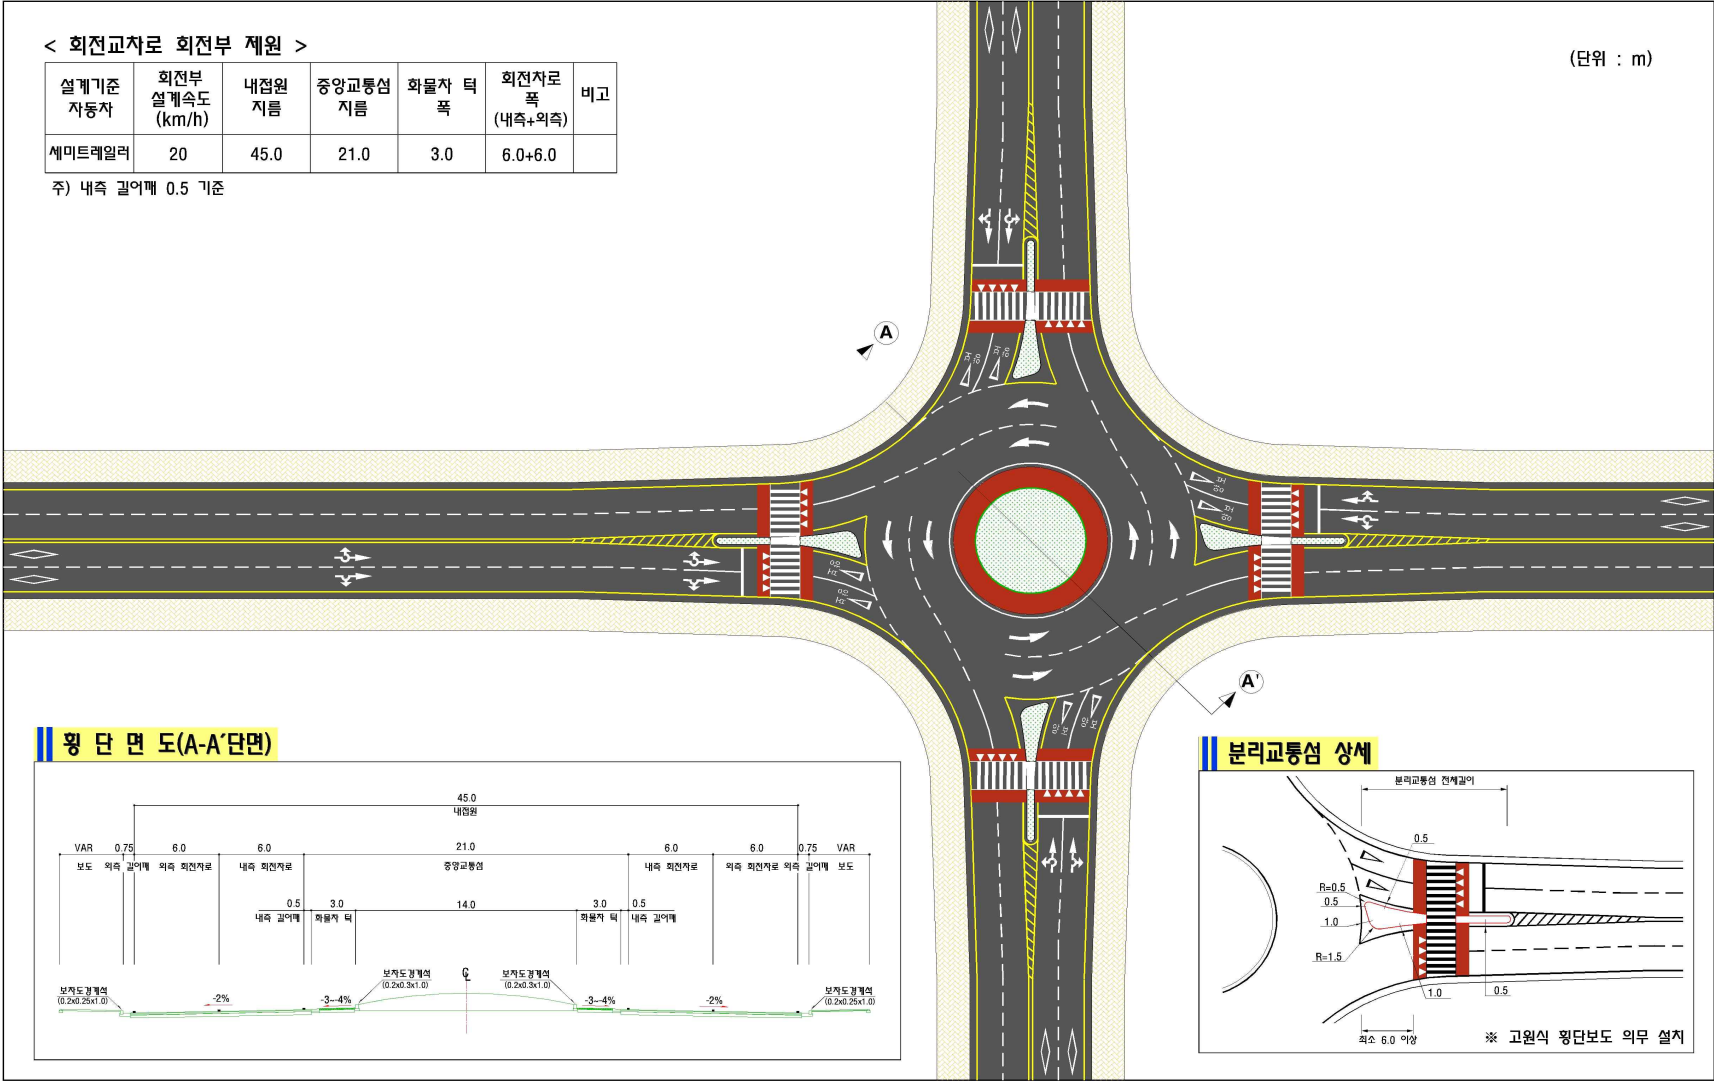 < 회전교차로 회전부 제원 >
(단위 : m)
설계기준 자동차
회전부 설계속도 (km/h)
내접원 지름
중앙교통섬 지름
화물차 턱 폭
회전차로 폭 (내측+외측)
비고
세미트레일러 20 45.0 21.0 3.0 6.0+6.0
주) 내측 길어깨 0.5 기준
A
A'
횡 단 면 도(A-A'단면)
45.0
내접원
VAR 0.75 6.0 6.0 21.0 6.0 6.0 0.75 VAR
보도 외측 길어깨 외측 회전차로 내측 회전차로 중앙교통섬 내측 회전차로 외측 회전차로 외측 길어깨 보도
0.5 3.0 14.0 3.0 0.5
내측 길어깨 화물차 턱 화물차 턱 내측 길어깨
보차도경계석 (0.2x0.25x1.0)
-2%
-3~-4%
보차도경계석 (0.2x0.3x1.0)
CL
보차도경계석 (0.2x0.3x1.0)
-3~-4%
-2%
보차도경계석 (0.2x0.25x1.0)
분리교통섬 상세
분리교통섬 전체길이
0.5
R=0.5
0.5
1.0
R=1.5
1.0
0.5
최소 6.0 이상
※ 고원식 횡단보도 의무 설치